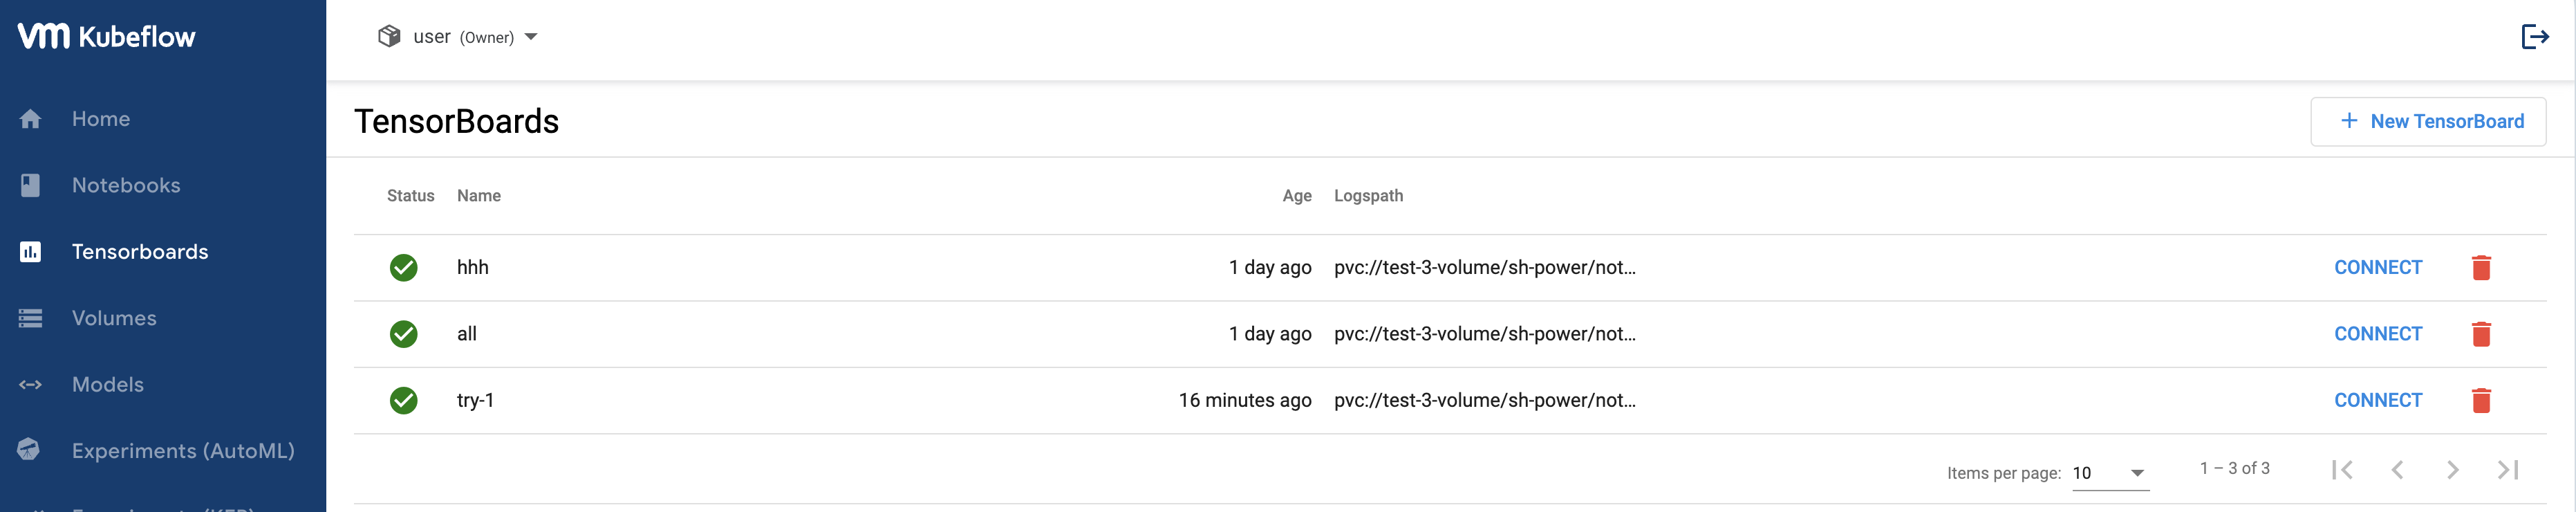 vm Kubeflow
user (Owner)
Home
Notebooks
Tensorboards
Volumes
Models
Experiments (AutoML)
TensorBoards
+ New TensorBoard
Status Name Age Logspath
hhh 1 day ago pvc://test-3-volume/sh-power/not... CONNECT
all 1 day ago pvc://test-3-volume/sh-power/not... CONNECT
try-1 16 minutes ago pvc://test-3-volume/sh-power/not... CONNECT
Items per page: 10 1 – 3 of 3